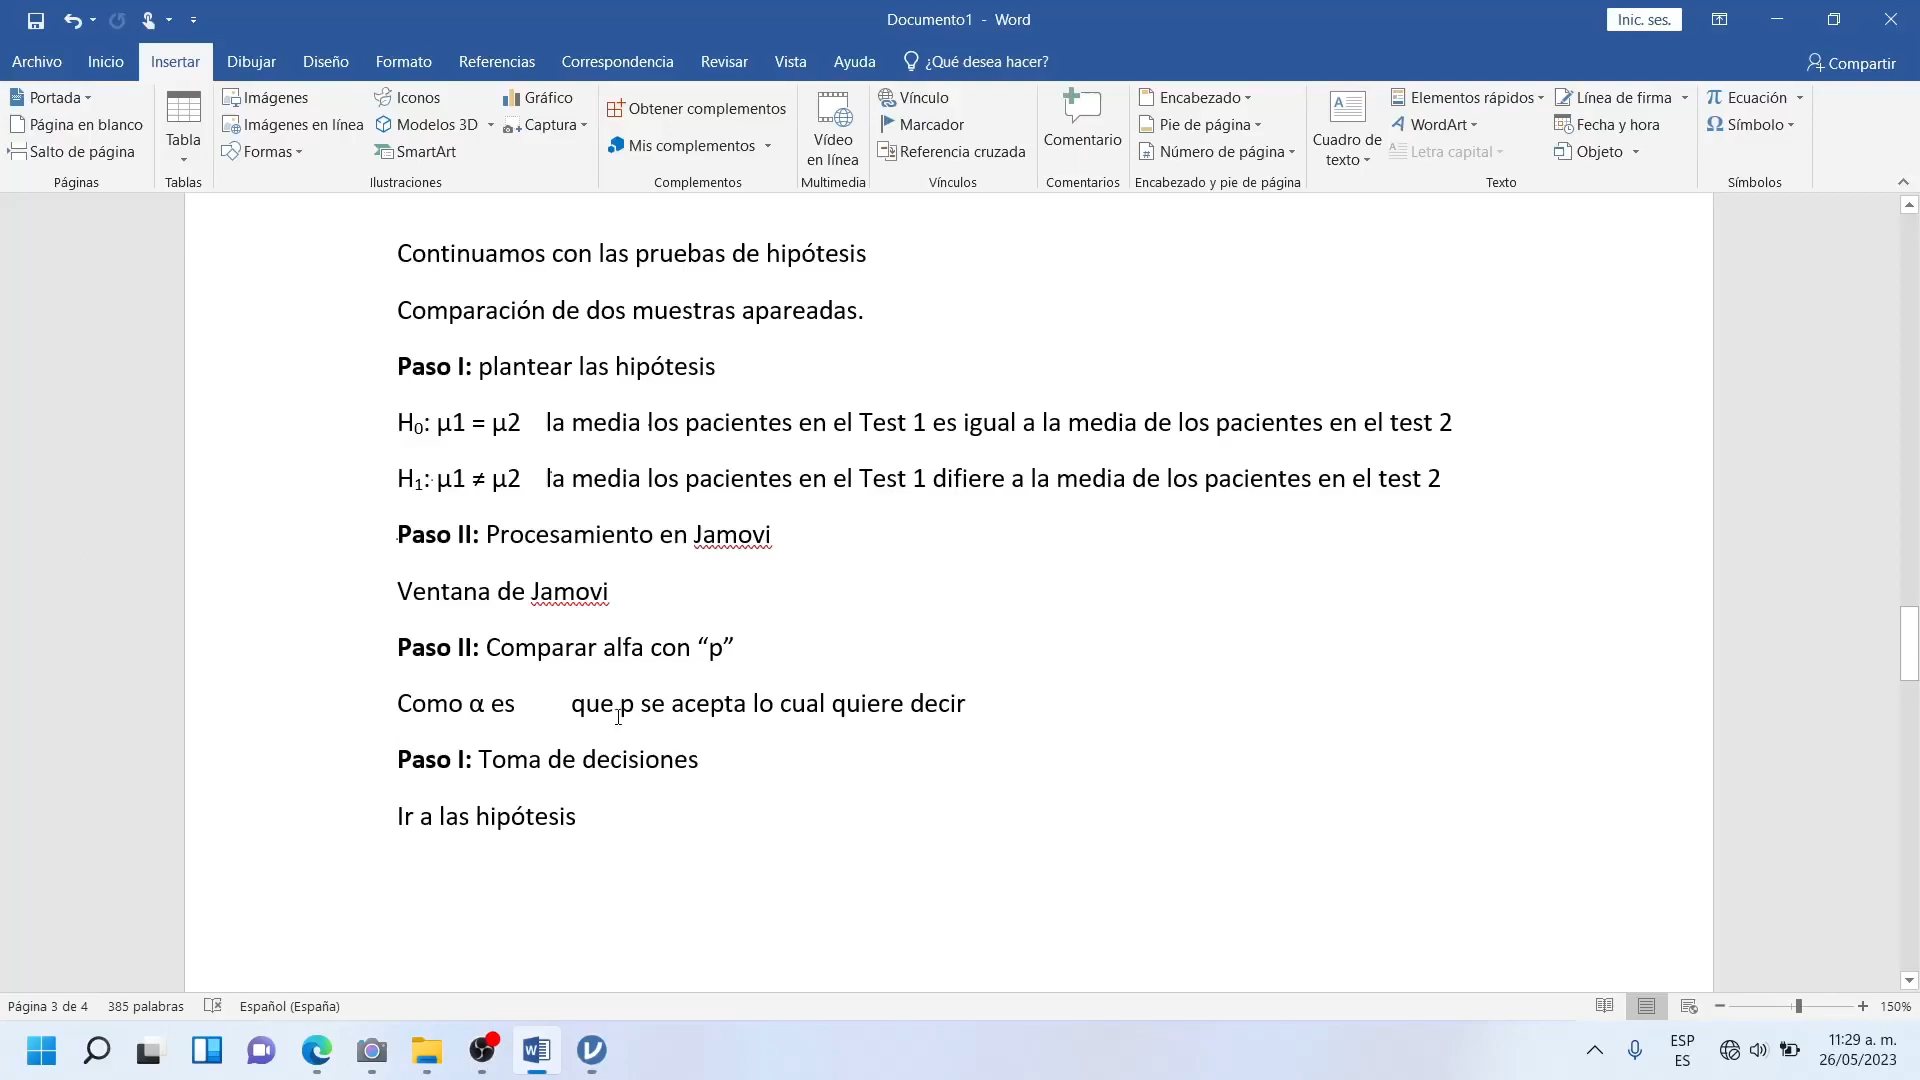 Documento1 - Word
Inic. ses.
Archivo Inicio Insertar Dibujar Diseño Formato Referencias Correspondencia Revisar Vista Ayuda ¿Qué desea hacer? Compartir
Portada
Página en blanco
Salto de página
Páginas
Tabla
Tablas
Imágenes
Imágenes en línea
Formas
Iconos
Modelos 3D
SmartArt
Gráfico
Captura
Ilustraciones
Obtener complementos
Mis complementos
Complementos
Vídeo
en línea
Multimedia
Vínculo
Marcador
Referencia cruzada
Vínculos
Comentario
Comentarios
Encabezado
Pie de página
Número de página
Encabezado y pie de página
Cuadro de
texto
Elementos rápidos
WordArt
Letra capital
Línea de firma
Fecha y hora
Objeto
Texto
Ecuación
Símbolo
Símbolos
Continuamos con las pruebas de hipótesis
Comparación de dos muestras apareadas.
Paso I: plantear las hipótesis
H₀: µ1 = µ2 la media los pacientes en el Test 1 es igual a la media de los pacientes en el test 2
H₁: µ1 ≠ µ2 la media los pacientes en el Test 1 difiere a la media de los pacientes en el test 2
Paso II: Procesamiento en Jamovi
Ventana de Jamovi
Paso II: Comparar alfa con “p”
Como α es que p se acepta lo cual quiere decir
Paso I: Toma de decisiones
Ir a las hipótesis
Página 3 de 4 385 palabras Español (España) 150%
ESP
ES
11:29 a. m.
26/05/2023